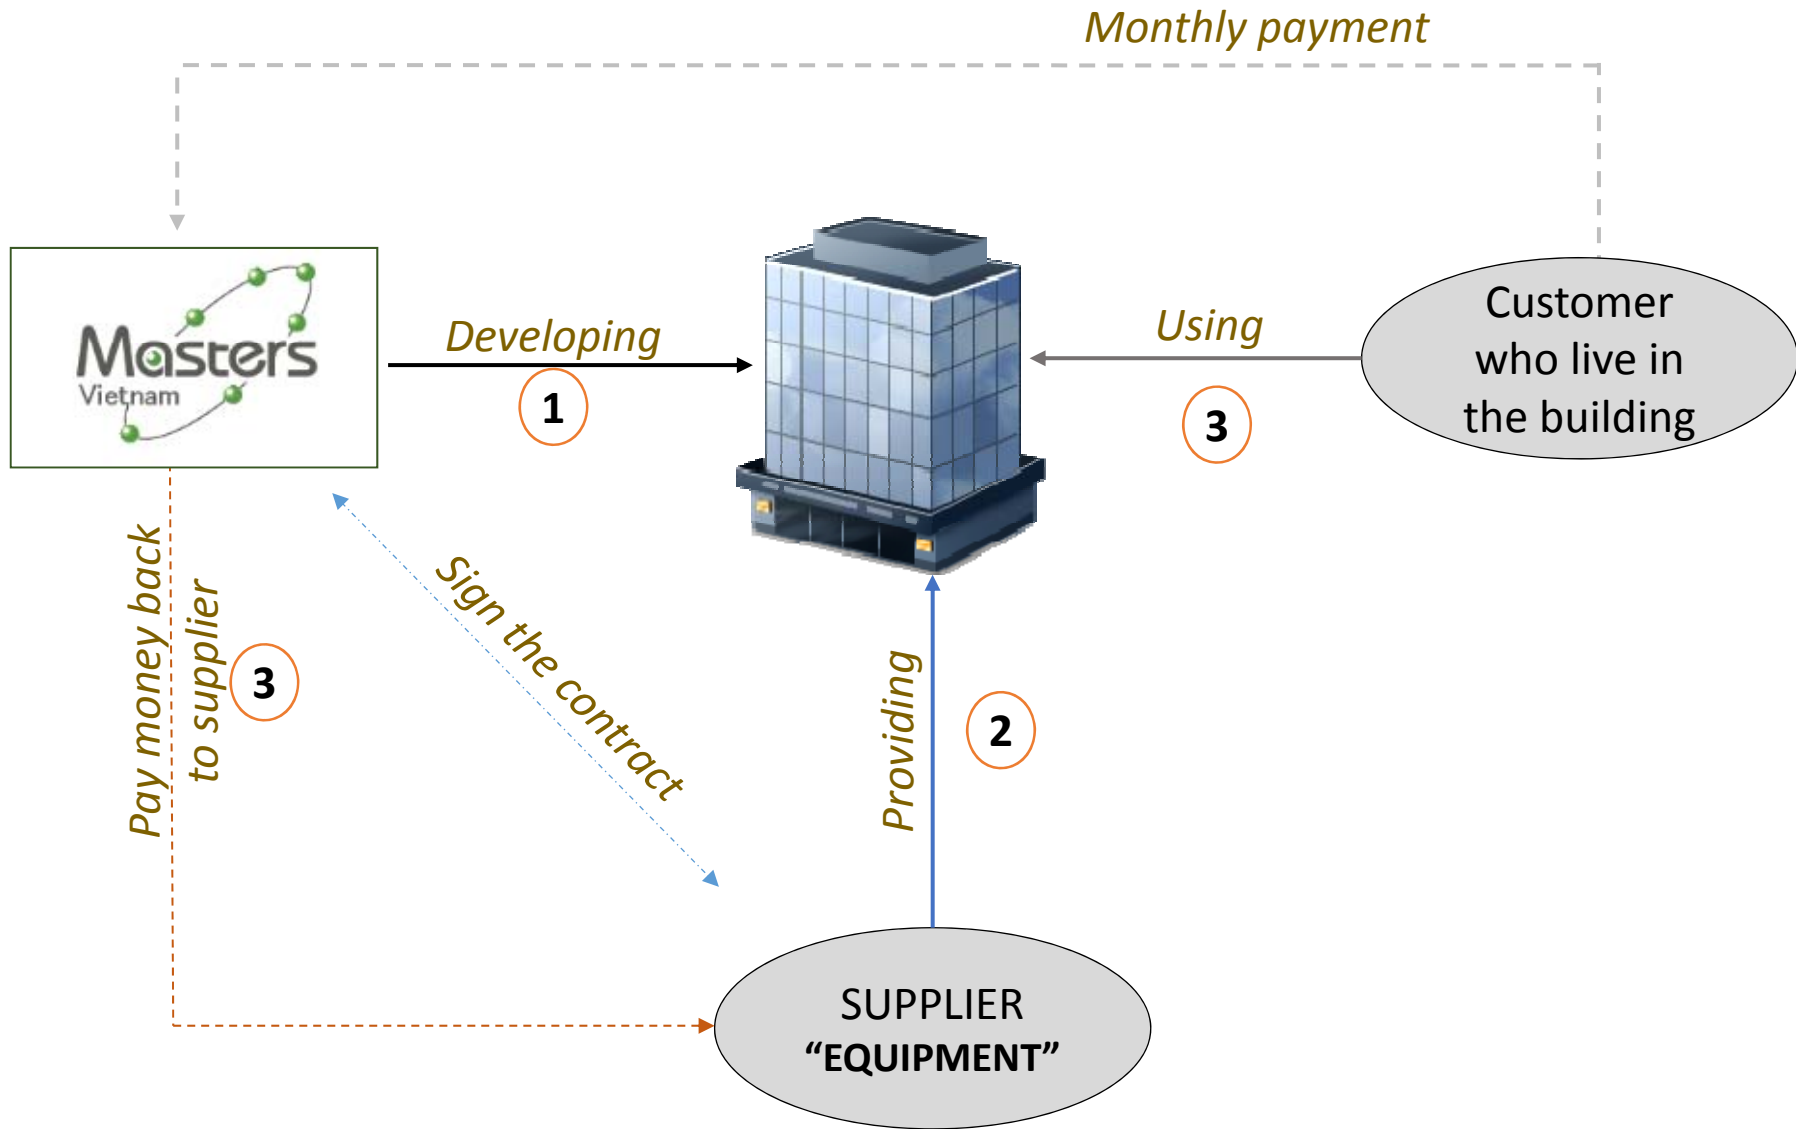 Monthly payment
Masters
Vietnam
Developing
1
Using
3
Customer
who live in
the building
Pay money back
to supplier
3
Sign the contract
Providing
2
SUPPLIER
“EQUIPMENT”